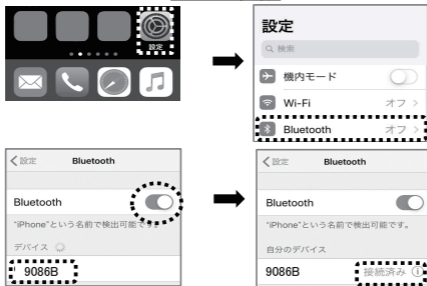 設定
設定
検索
機内モード
Wi-Fi オフ >
Bluetooth オフ >
< 設定 Bluetooth
Bluetooth
"iPhone"という名前で検出可能です。
デバイス
9086B
< 設定 Bluetooth
Bluetooth
"iPhone"という名前で検出可能です。
自分のデバイス
9086B 接続済み ⓘ